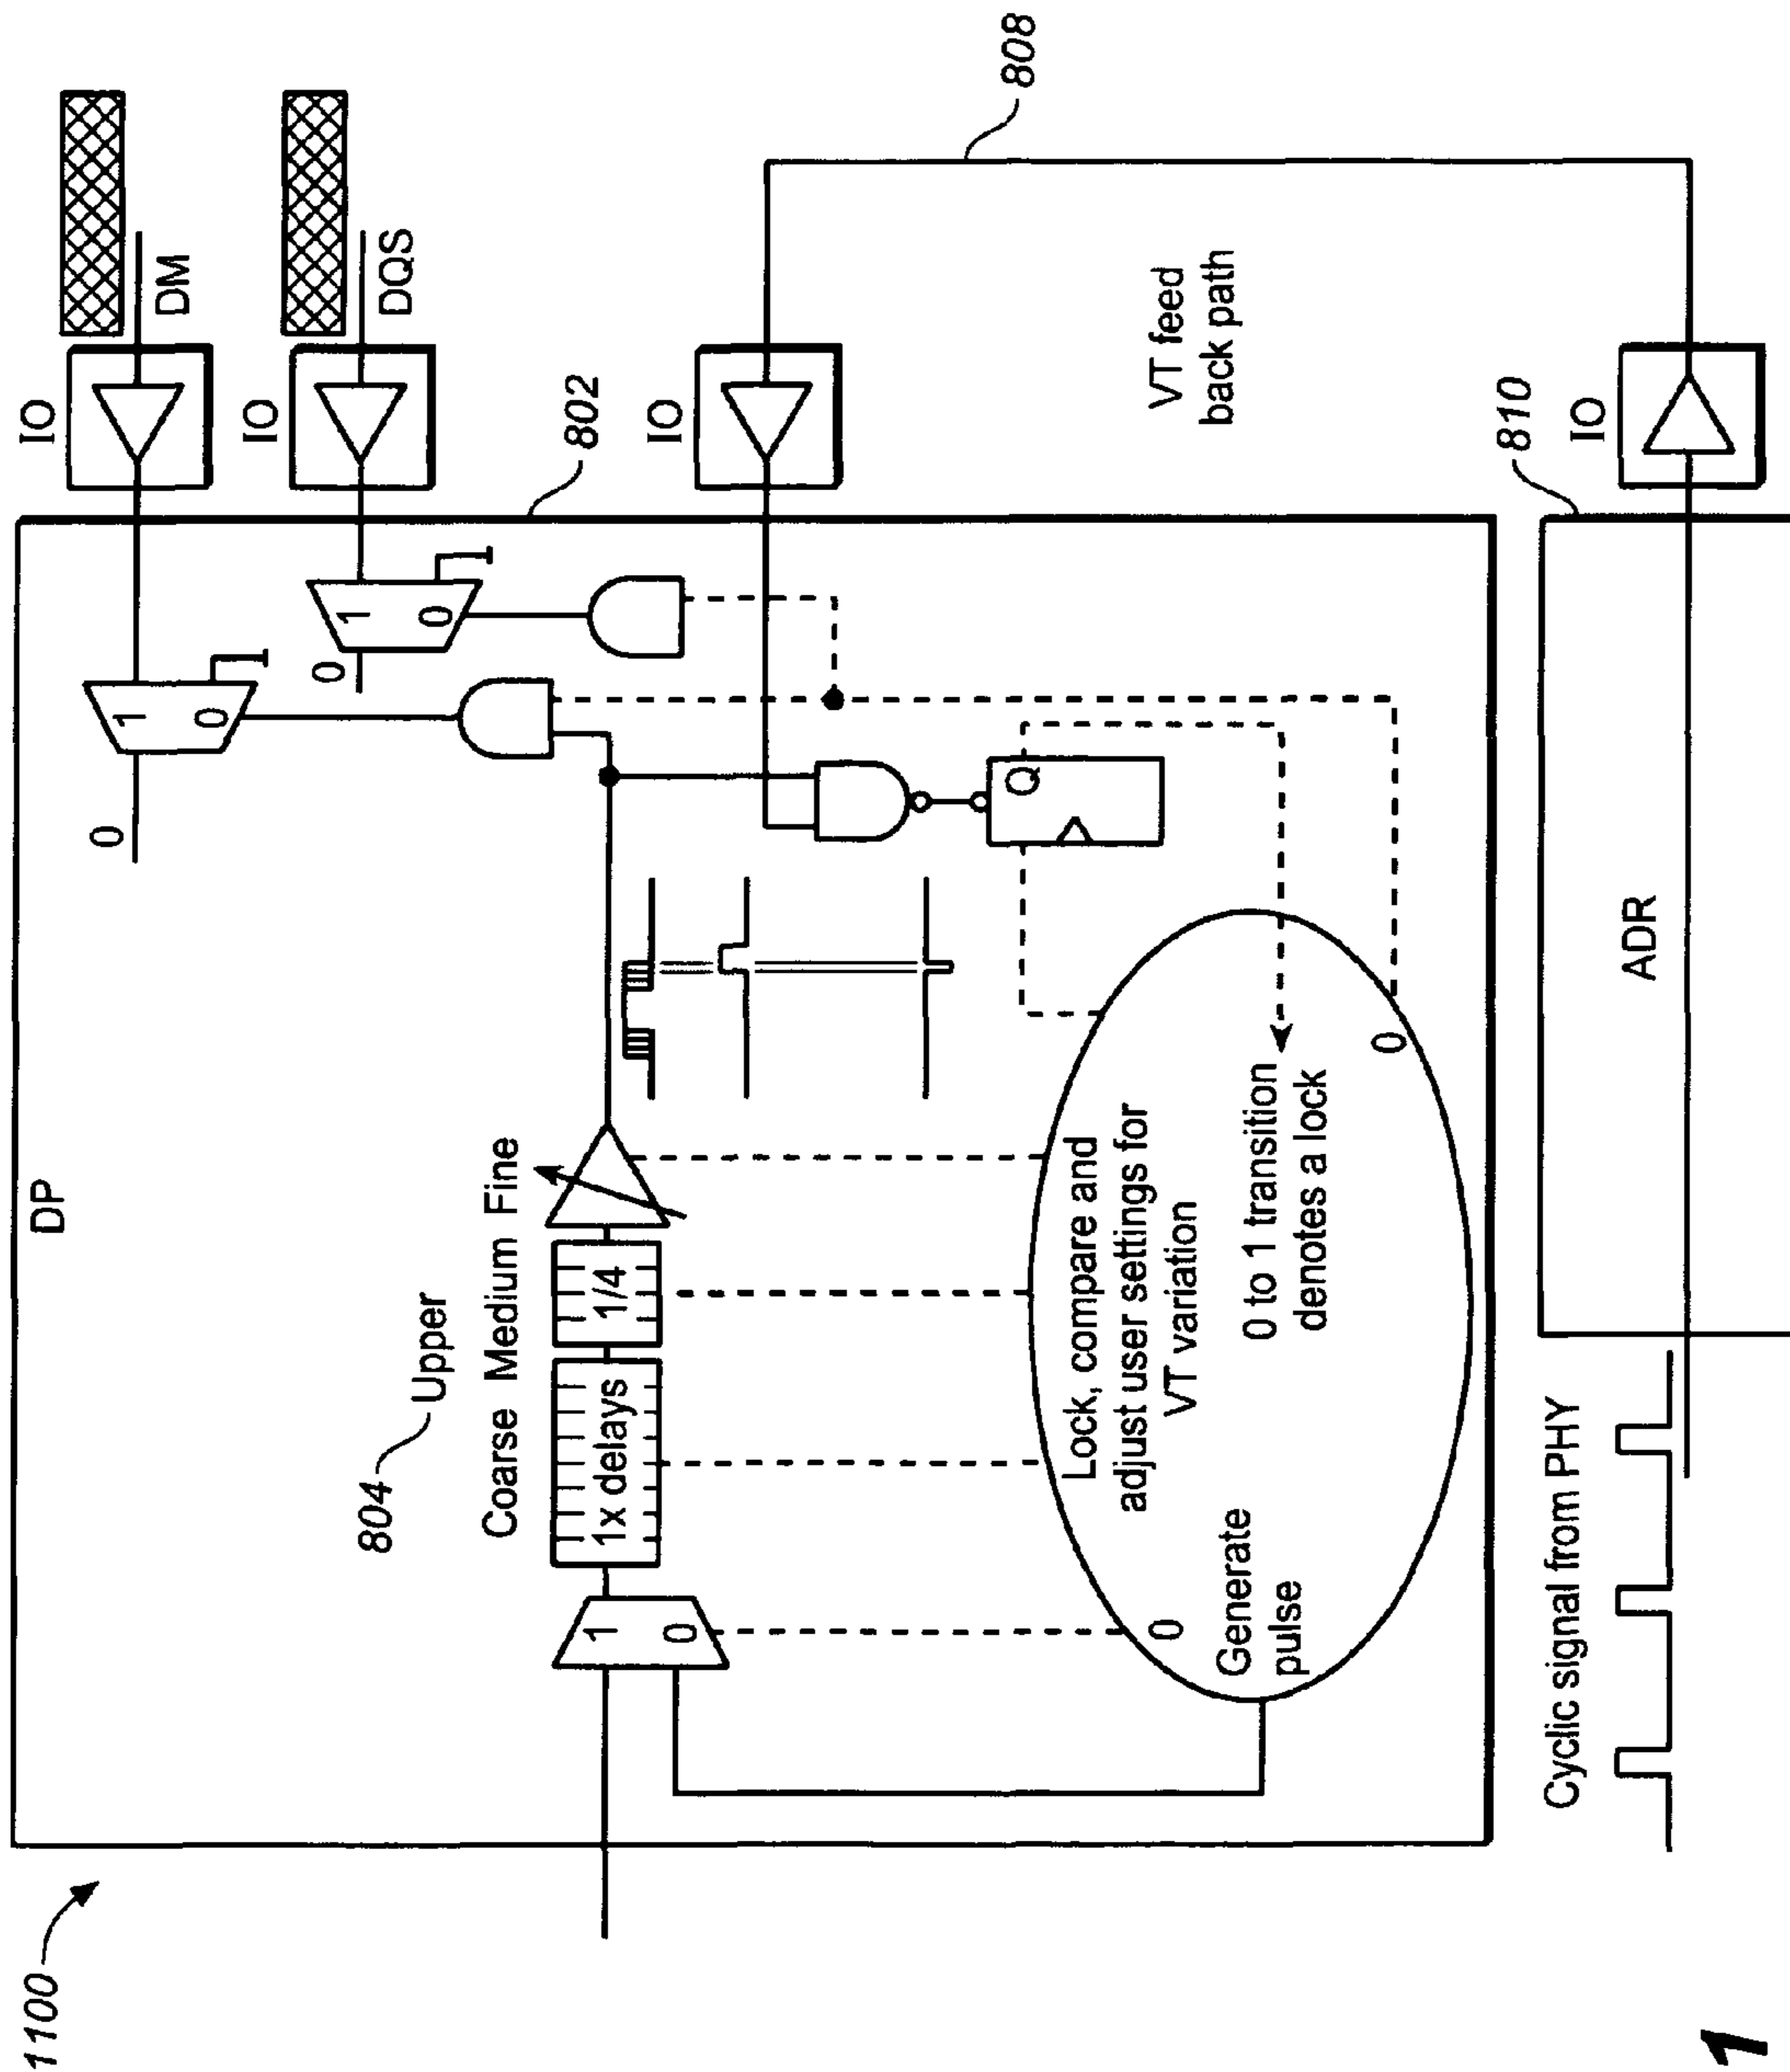 1100
DP
804
Upper
Coarse Medium Fine
1
0
1x delays
1/4
0
1
0
0
1
0
IO
DM
IO
DQS
802
IO
808
VT feed
back path
Q
Lock, compare and
adjust user settings for
VT variation
0 to 1 transition
denotes a lock
0
Generate
pulse
0
Cyclic signal from PHY
ADR
810
IO
1